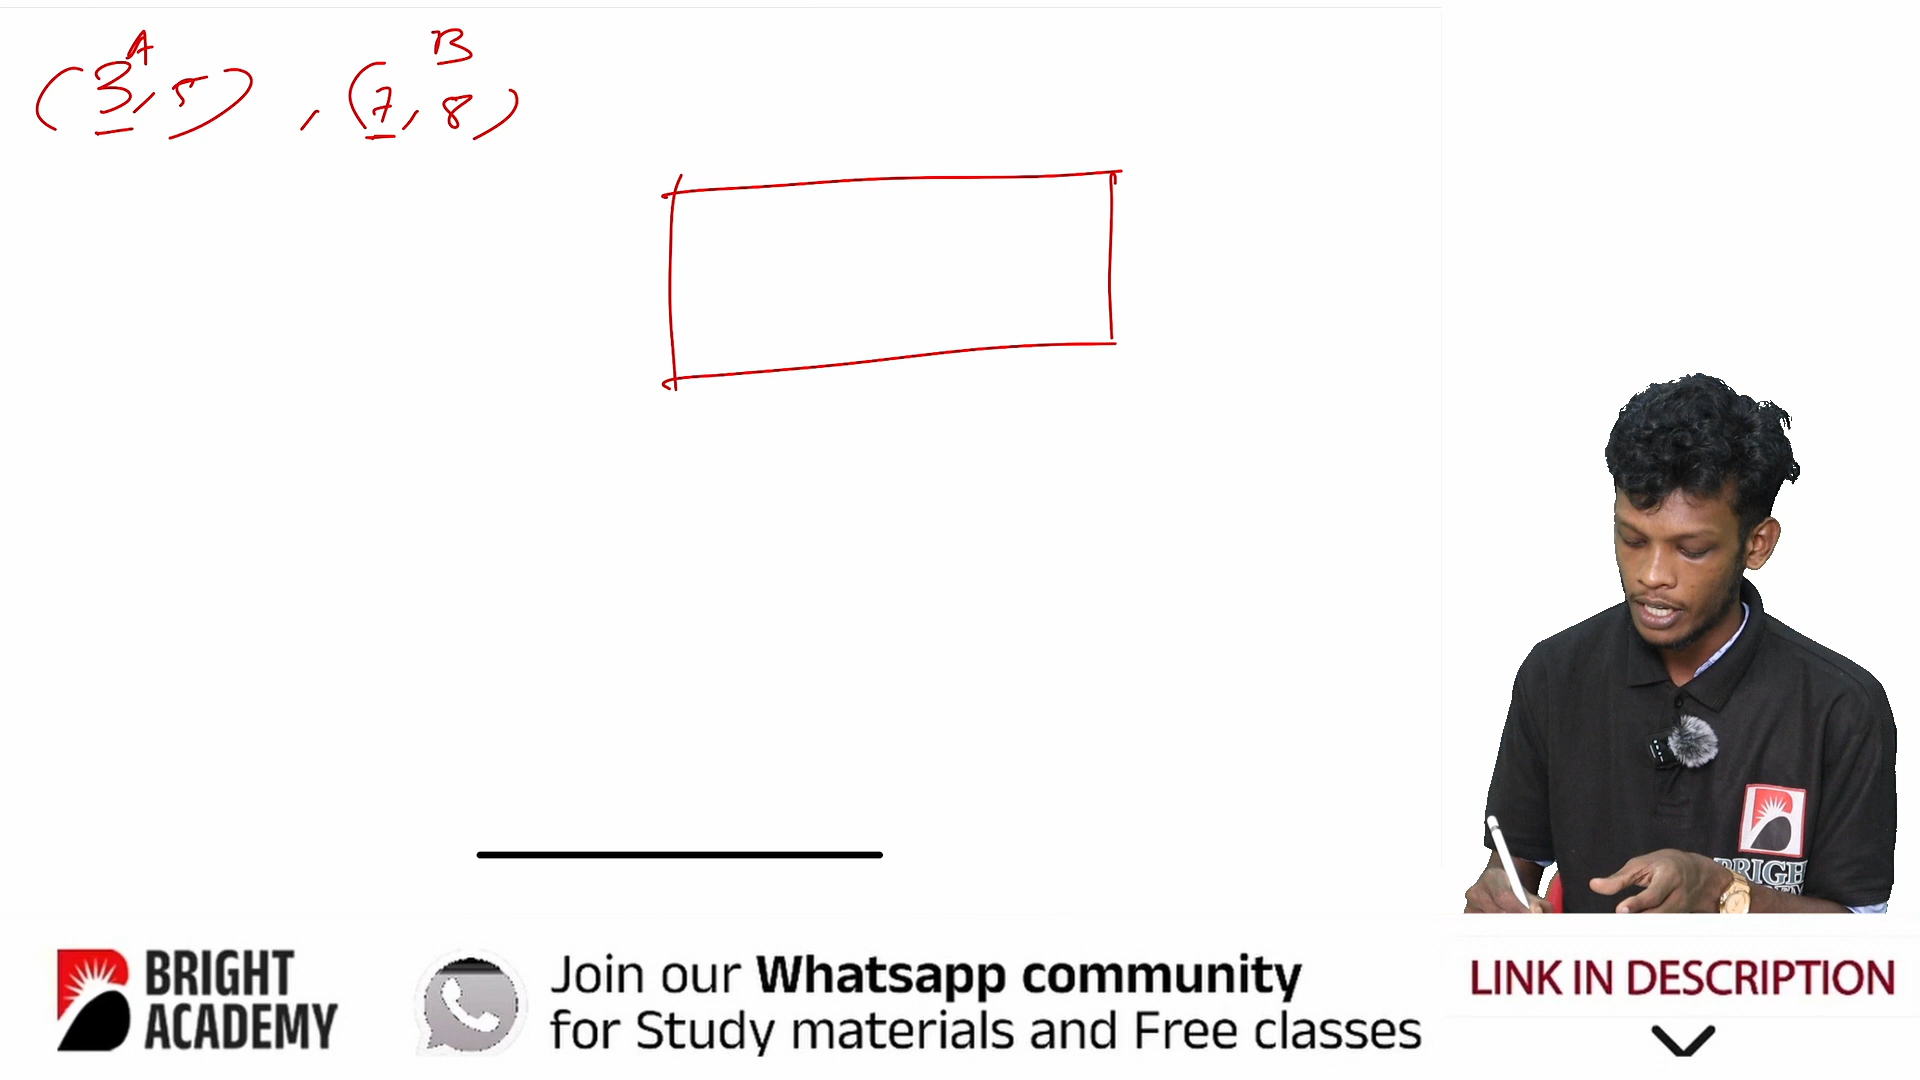 A B
(3, 5) , (7, 8)
BRIGHT
ACADEMY
Join our Whatsapp community
for Study materials and Free classes
LINK IN DESCRIPTION